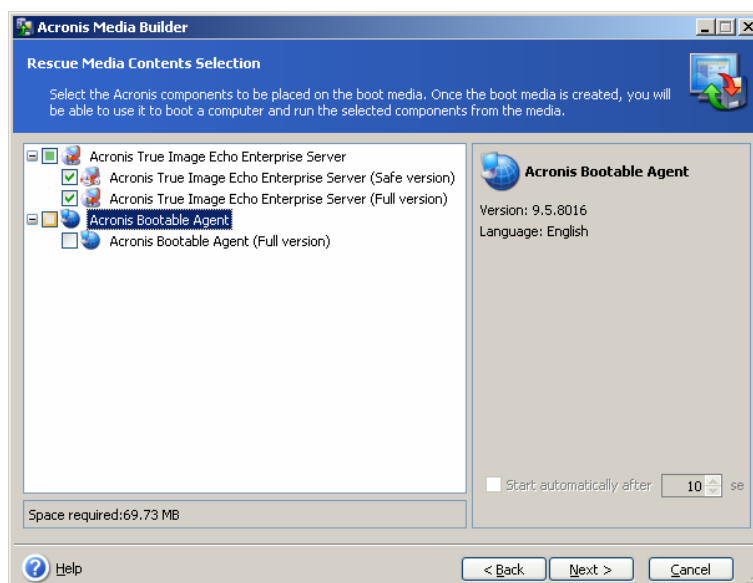 Acronis Media Builder
Rescue Media Contents Selection
Select the Acronis components to be placed on the boot media. Once the boot media is created, you will
be able to use it to boot a computer and run the selected components from the media.
Acronis True Image Echo Enterprise Server
Acronis True Image Echo Enterprise Server (Safe version)
Acronis True Image Echo Enterprise Server (Full version)
Acronis Bootable Agent
Acronis Bootable Agent (Full version)
Acronis Bootable Agent
Version: 9.5.8016
Language: English
Start automatically after 10 se
Space required:69.73 MB
Help
< Back
Next >
Cancel